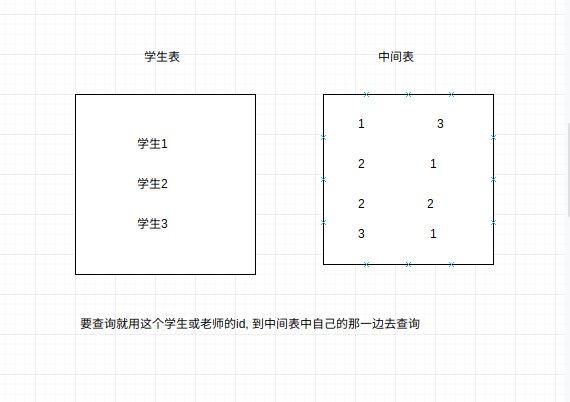 学生表 中间表
学生1
学生2
学生3
1 3
2 1
2 2
3 1
要查询就用这个学生或老师的id, 到中间表中自己的那一边去查询